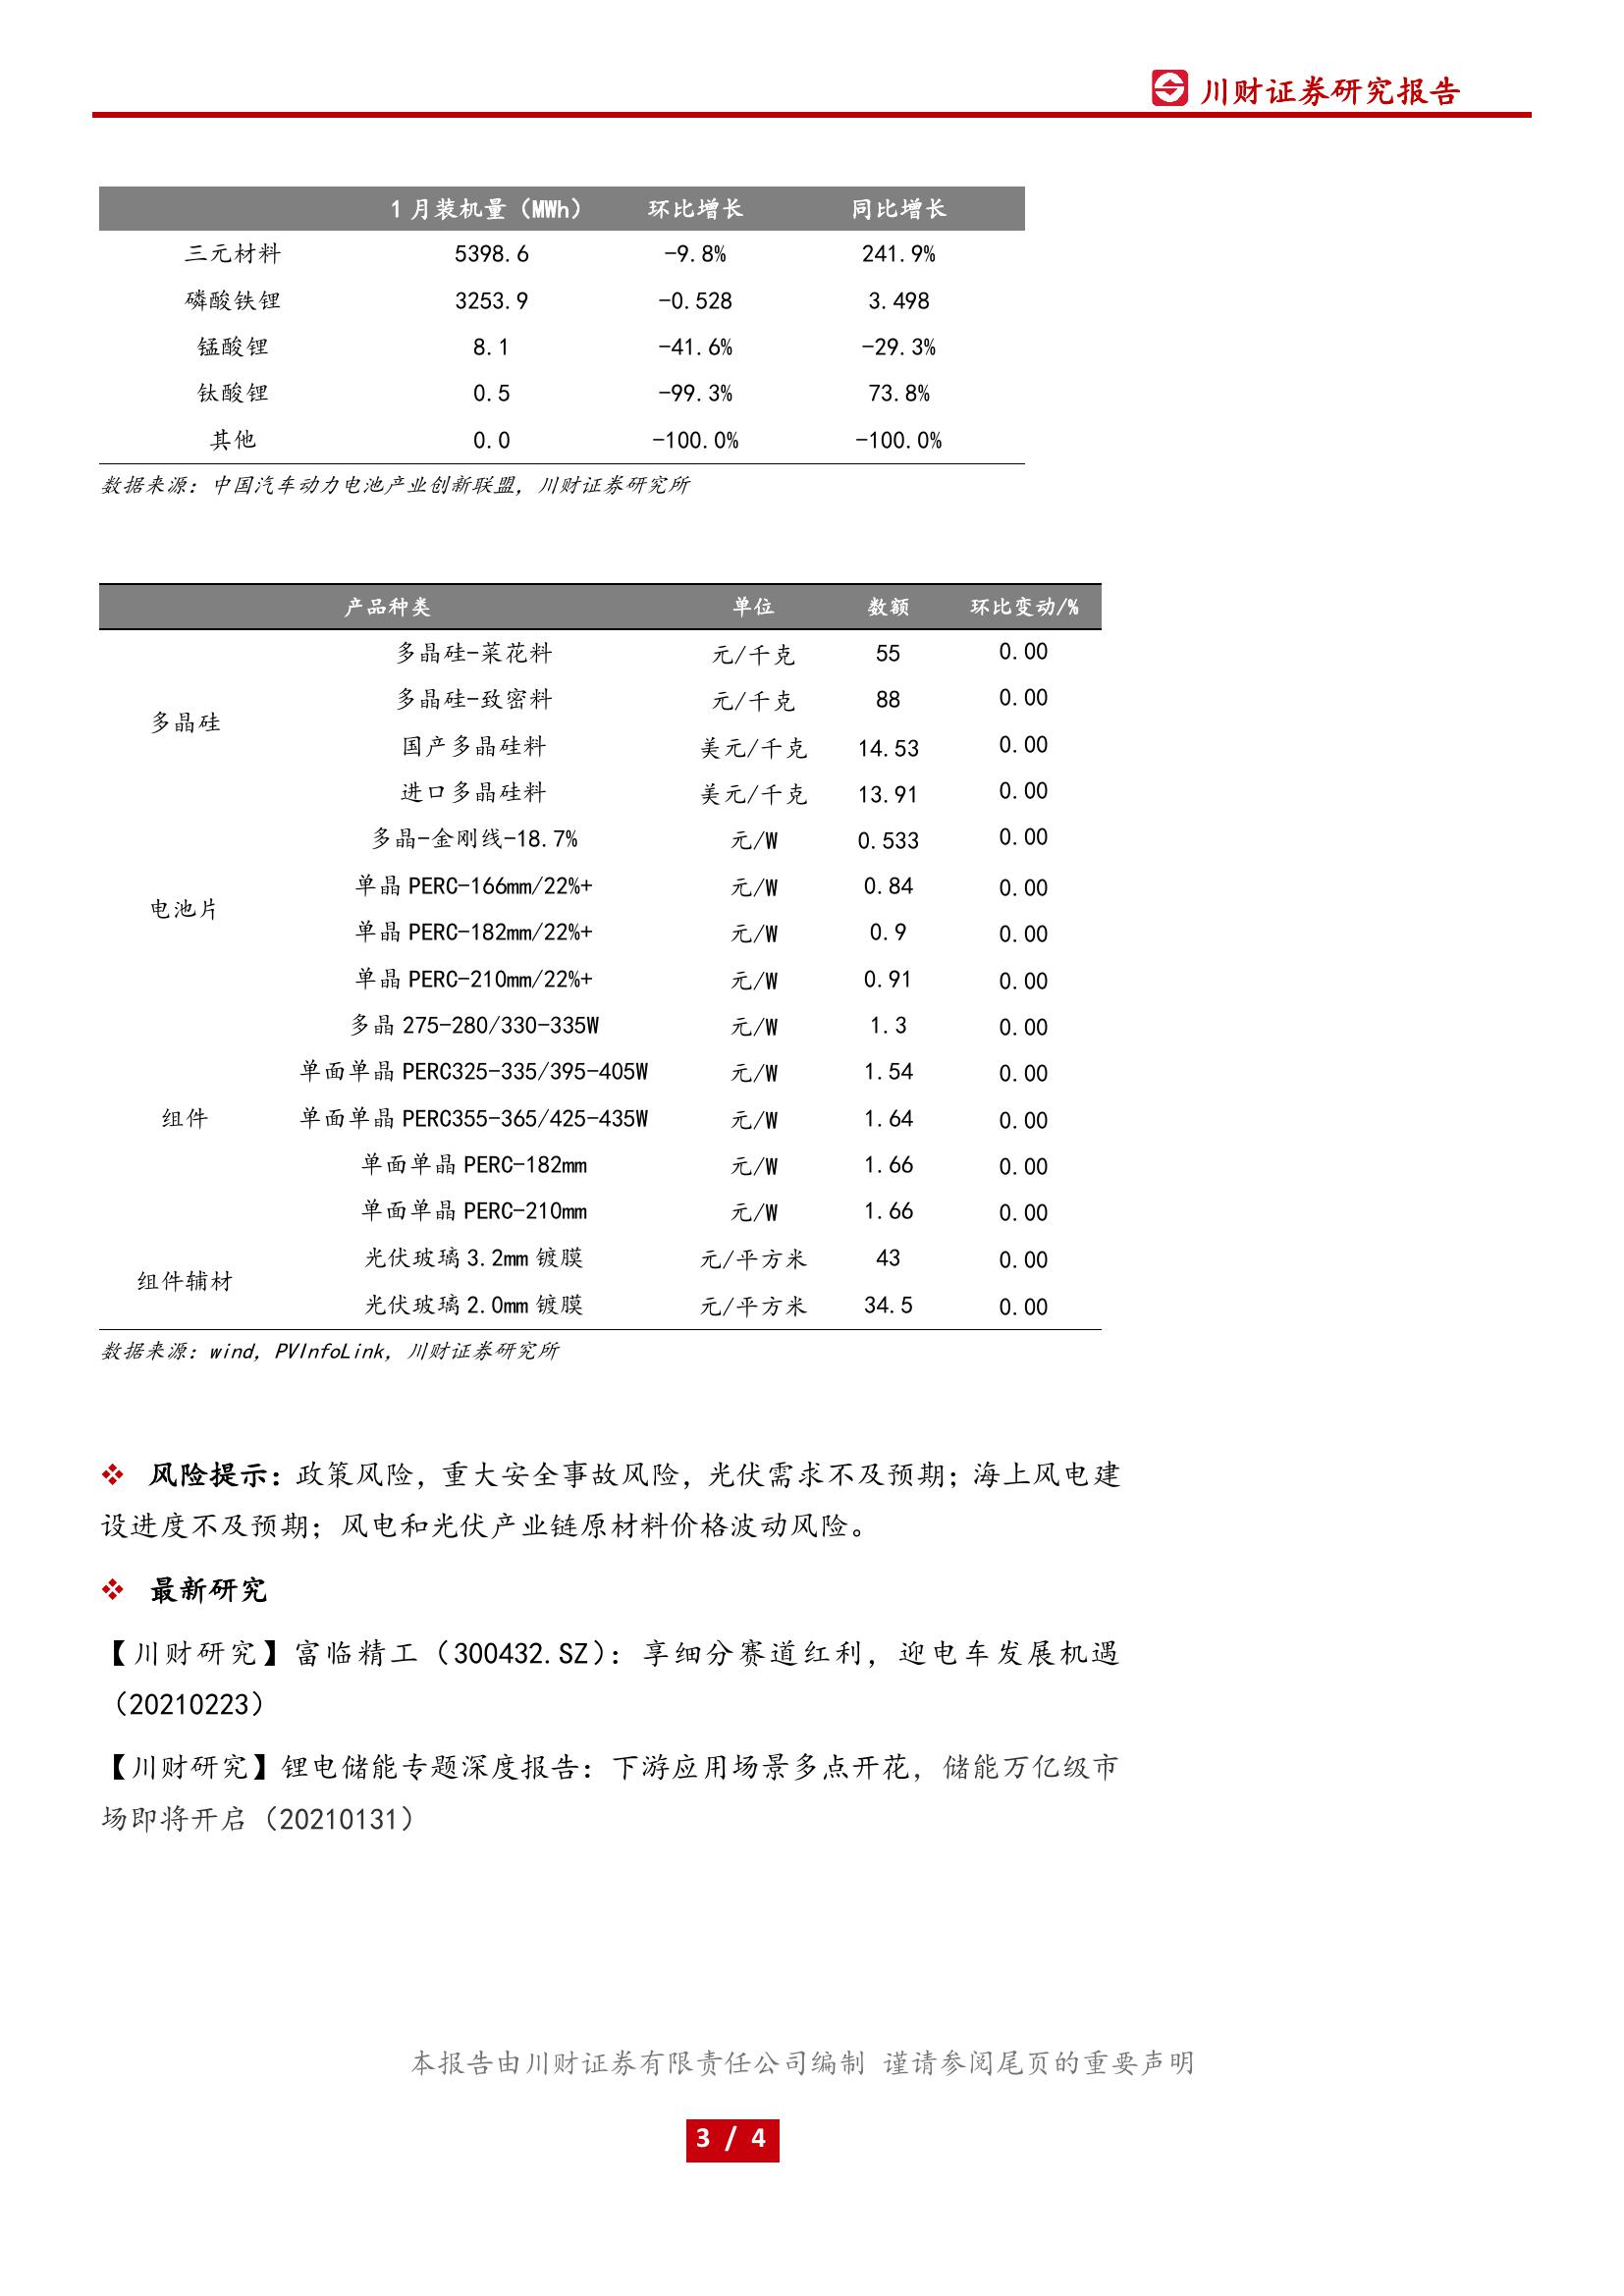 川财证券研究报告
1 月装机量（MWh） 环比增长 同比增长
三元材料 5398.6 -9.8% 241.9%
磷酸铁锂 3253.9 -0.528 3.498
锰酸锂 8.1 -41.6% -29.3%
钛酸锂 0.5 -99.3% 73.8%
其他 0.0 -100.0% -100.0%
数据来源：中国汽车动力电池产业创新联盟，川财证券研究所
产品种类 单位 数额 环比变动/%
多晶硅-菜花料 元/千克 55 0.00
多晶硅-致密料 元/千克 88 0.00
多晶硅
国产多晶硅料 美元/千克 14.53 0.00
进口多晶硅料 美元/千克 13.91 0.00
多晶-金刚线-18.7% 元/W 0.533 0.00
单晶 PERC-166mm/22%+ 元/W 0.84 0.00
电池片
单晶 PERC-182mm/22%+ 元/W 0.9 0.00
单晶 PERC-210mm/22%+ 元/W 0.91 0.00
多晶 275-280/330-335W 元/W 1.3 0.00
单面单晶 PERC325-335/395-405W 元/W 1.54 0.00
组件 单面单晶 PERC355-365/425-435W 元/W 1.64 0.00
单面单晶 PERC-182mm 元/W 1.66 0.00
单面单晶 PERC-210mm 元/W 1.66 0.00
光伏玻璃 3.2mm 镀膜 元/平方米 43 0.00
组件辅材
光伏玻璃 2.0mm 镀膜 元/平方米 34.5 0.00
数据来源：wind，PVInfoLink，川财证券研究所
❖ 风险提示：政策风险，重大安全事故风险，光伏需求不及预期；海上风电建
设进度不及预期；风电和光伏产业链原材料价格波动风险。
❖ 最新研究
【川财研究】富临精工（300432.SZ）：享细分赛道红利，迎电车发展机遇
（20210223）
【川财研究】锂电储能专题深度报告：下游应用场景多点开花，储能万亿级市
场即将开启（20210131）
本报告由川财证券有限责任公司编制 谨请参阅尾页的重要声明
3 / 4